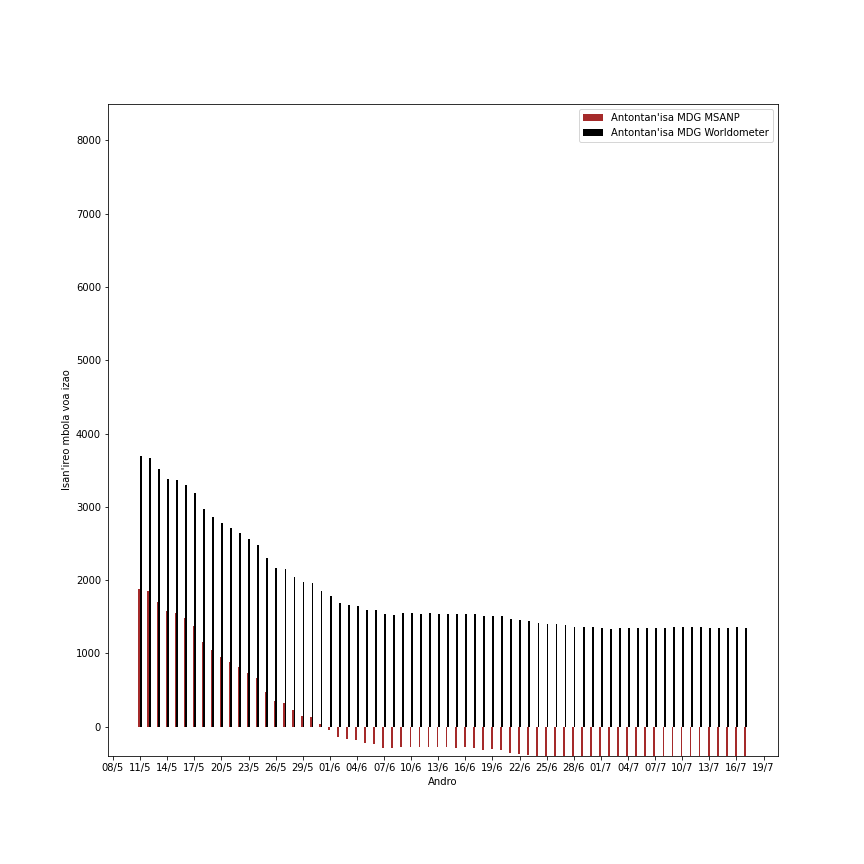 Antontan'isa MDG MSANP
Antontan'isa MDG Worldometer
8000
7000
6000
5000
4000
3000
2000
1000
0
Isan'ireo mbola voa izao
08/5 11/5 14/5 17/5 20/5 23/5 26/5 29/5 01/6 04/6 07/6 10/6 13/6 16/6 19/6 22/6 25/6 28/6 01/7 04/7 07/7 10/7 13/7 16/7 19/7
Andro